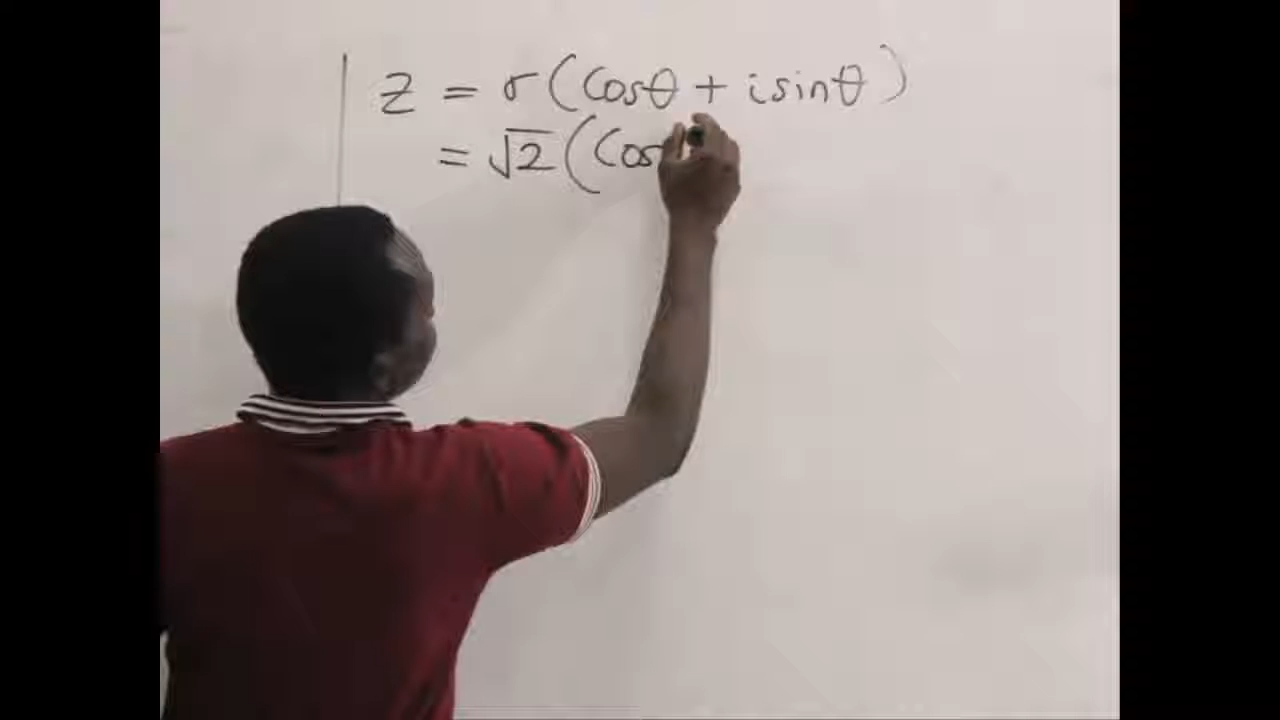 z = r(Cosθ + isinθ)
= √2(Cos